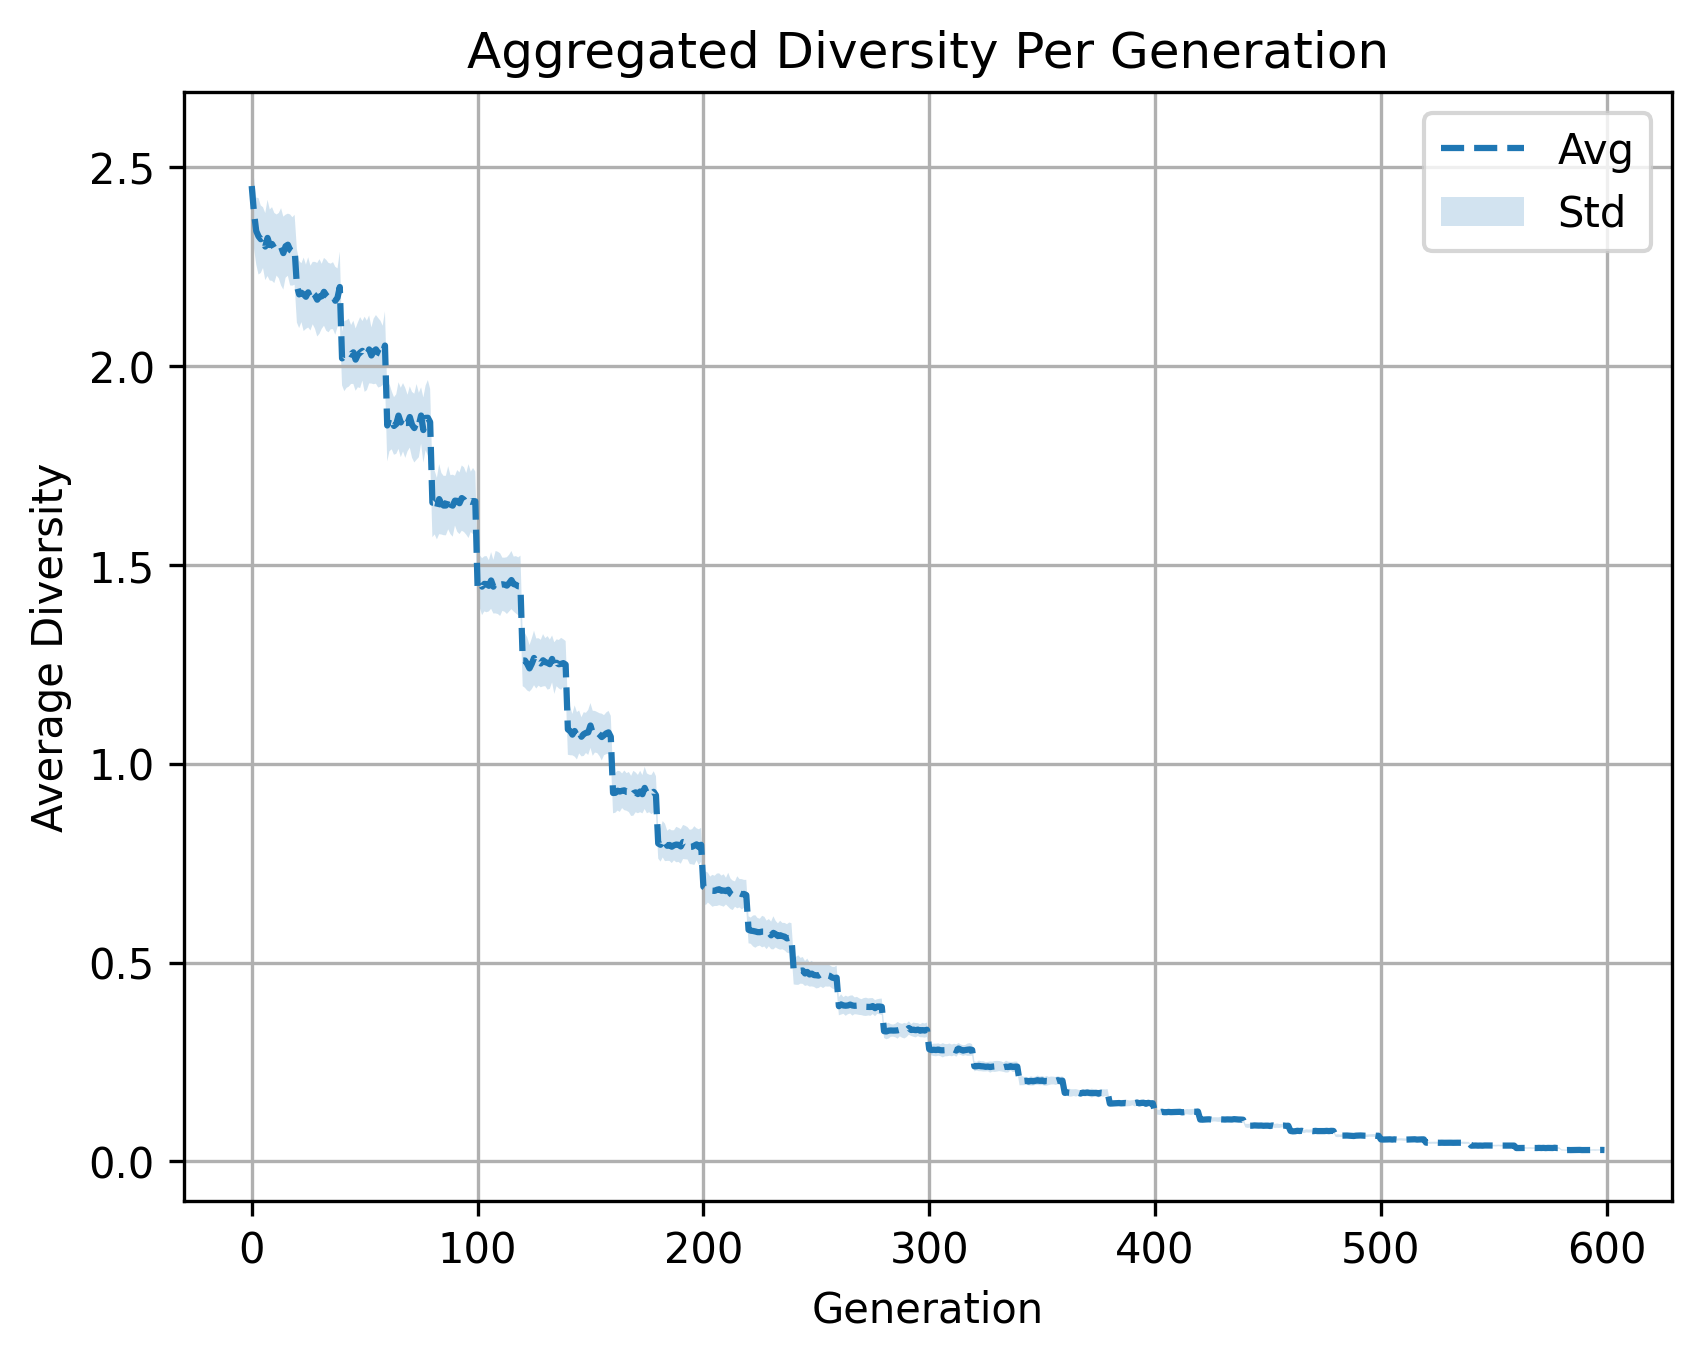 Aggregated Diversity Per Generation
Avg
Std
2.5
2.0
1.5
1.0
0.5
0.0
Average Diversity
0 100 200 300 400 500 600
Generation